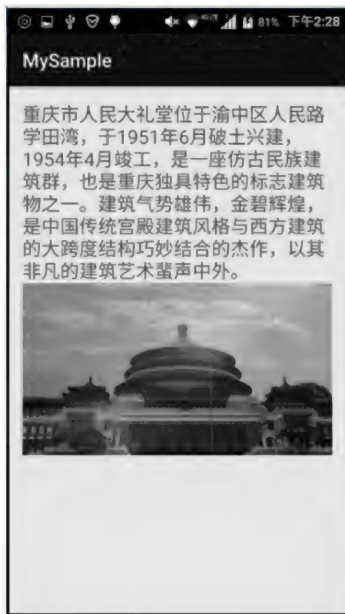 81% 下午2:28
MySample
重庆市人民大礼堂位于渝中区人民路
学田湾，于1951年6月破土兴建，
1954年4月竣工，是一座仿古民族建
筑群，也是重庆独具特色的标志建筑
物之一。建筑气势雄伟，金碧辉煌，
是中国传统宫殿建筑风格与西方建筑
的大跨度结构巧妙结合的杰作，以其
非凡的建筑艺术蜚声中外。